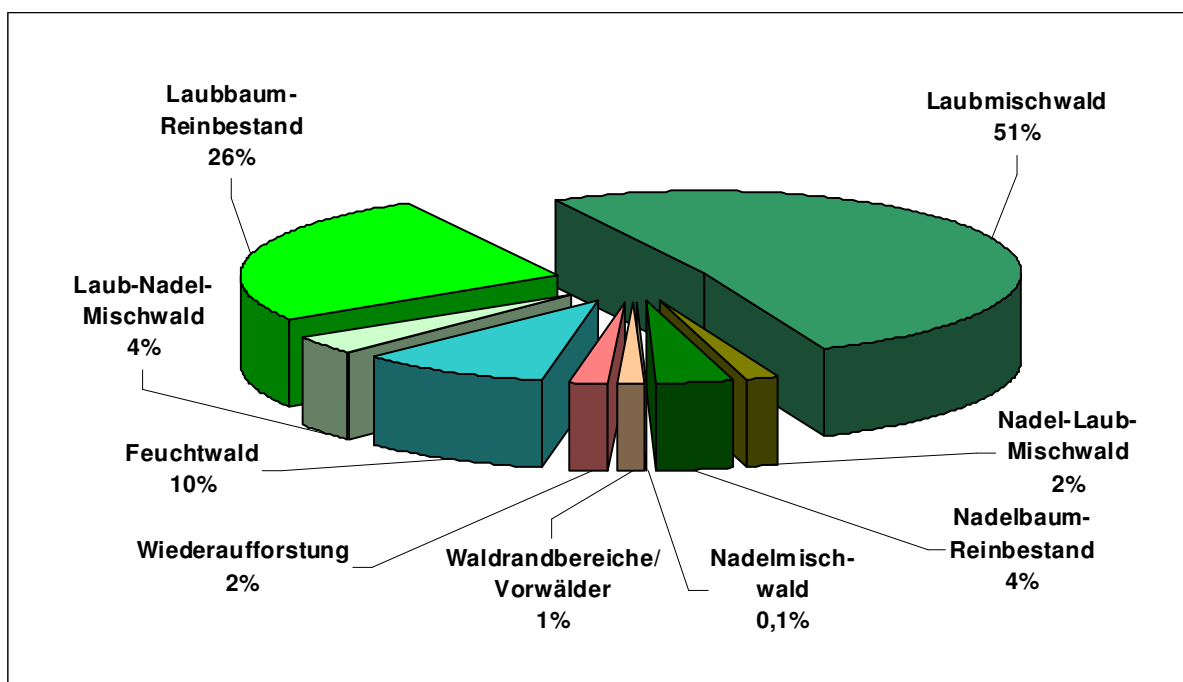 Laubbaum-
Reinbestand
26%
Laubmischwald
51%
Laub-Nadel-
Mischwald
4%
Nadel-Laub-
Mischwald
2%
Feuchtwald
10%
Nadelbaum-
Reinbestand
4%
Wiederaufforstung
2%
Waldrandbereiche/
Vorwälder
1%
Nadelmisch-
wald
0,1%